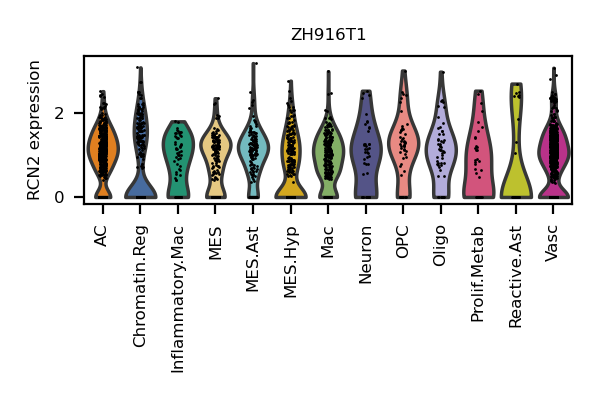 ZH916T1
RCN2 expression
2
0
AC
Chromatin.Reg
Inflammatory.Mac
MES
MES.Ast
MES.Hyp
Mac
Neuron
OPC
Oligo
Prolif.Metab
Reactive.Ast
Vasc